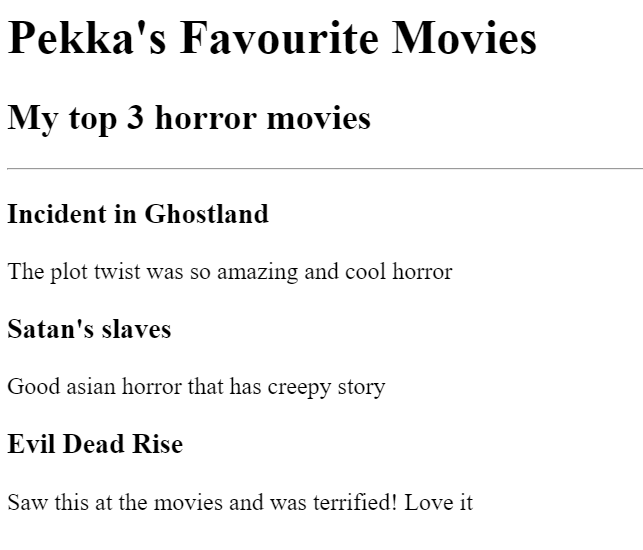 Pekka's Favourite Movies
My top 3 horror movies
Incident in Ghostland
The plot twist was so amazing and cool horror
Satan's slaves
Good asian horror that has creepy story
Evil Dead Rise
Saw this at the movies and was terrified! Love it